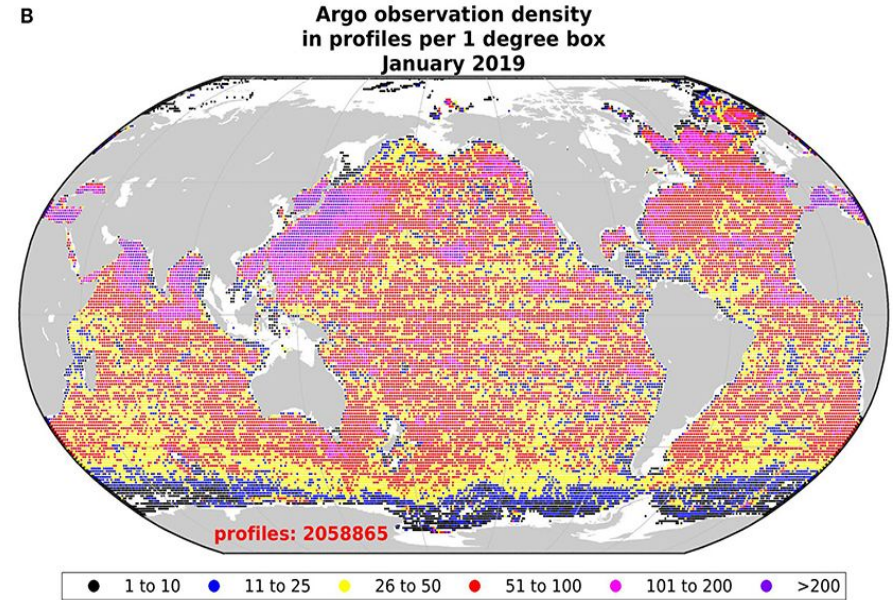 B
Argo observation density
in profiles per 1 degree box
January 2019
profiles: 2058865
1 to 10 11 to 25 26 to 50 51 to 100 101 to 200 >200